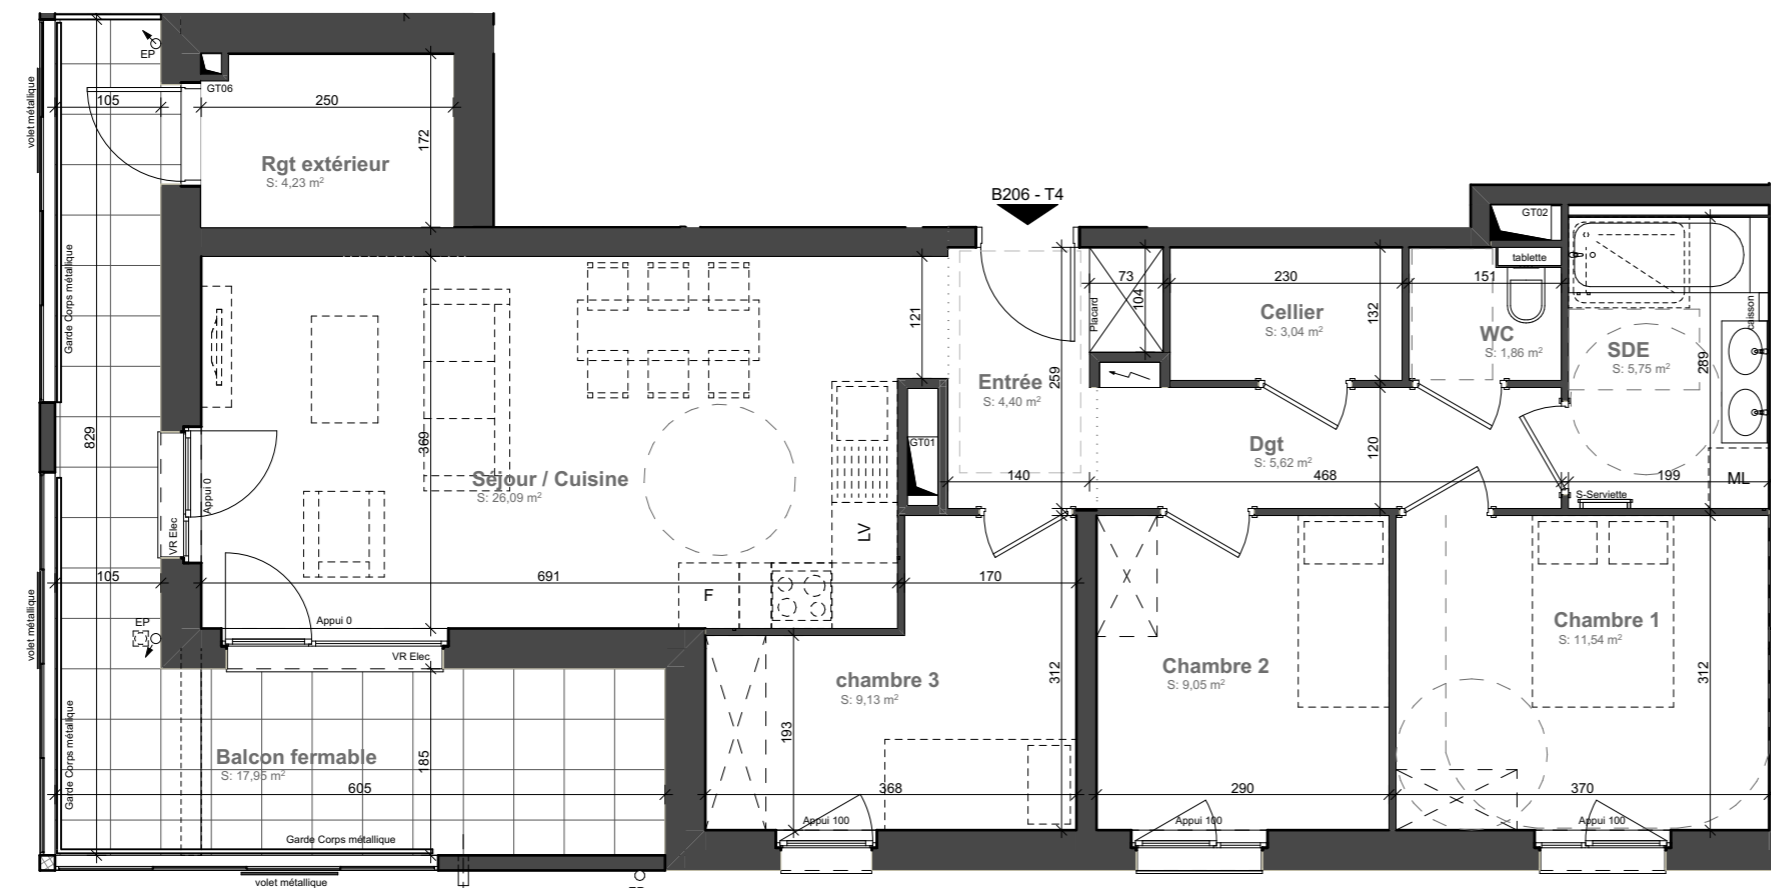 EP
GT06
105
250
172
volet métallique
Rgt extérieur
S: 4,23 m²
B206 - T4
GT02
tablette
73
104
Placard
230
132
151
Cellier
S: 3,04 m²
WC
S: 1,86 m²
caisson
SDE
S: 5,75 m²
289
Garde Corps métallique
121
Entrée
S: 4,40 m²
259
829
369
GT01
Dgt
S: 5,62 m²
120
Séjour / Cuisine
S: 26,09 m²
140
468
199
ML
S-Serviette
Appui 0
VR Elec
LV
105
691
F
170
volet métallique
EP
Appui 0
VR Elec
Chambre 1
S: 11,54 m²
chambre 3
S: 9,13 m²
312
Chambre 2
S: 9,05 m²
312
193
Garde Corps métallique
Balcon fermable
S: 17,95 m²
185
605
368
290
370
Appui 100
Appui 100
Appui 100
Garde Corps métallique
volet métallique